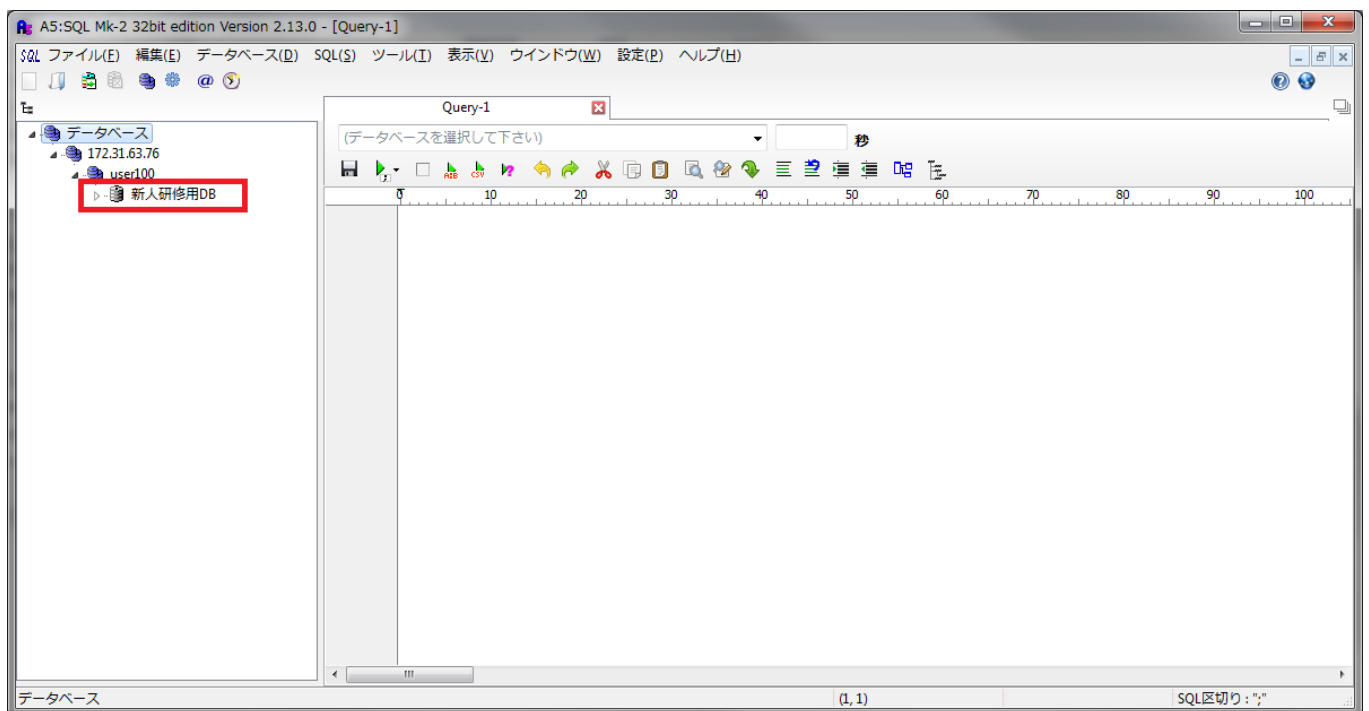 A5:SQL Mk-2 32bit edition Version 2.13.0 - [Query-1]
SQL ファイル(F) 編集(E) データベース(D) SQL(S) ツール(T) 表示(V) ウインドウ(W) 設定(P) ヘルプ(H)
Query-1
データベース
172.31.63.76
user100
新人研修用DB
(データベースを選択して下さい) 秒
0 10 20 30 40 50 60 70 80 90 100
データベース (1, 1) SQL区切り : ";"